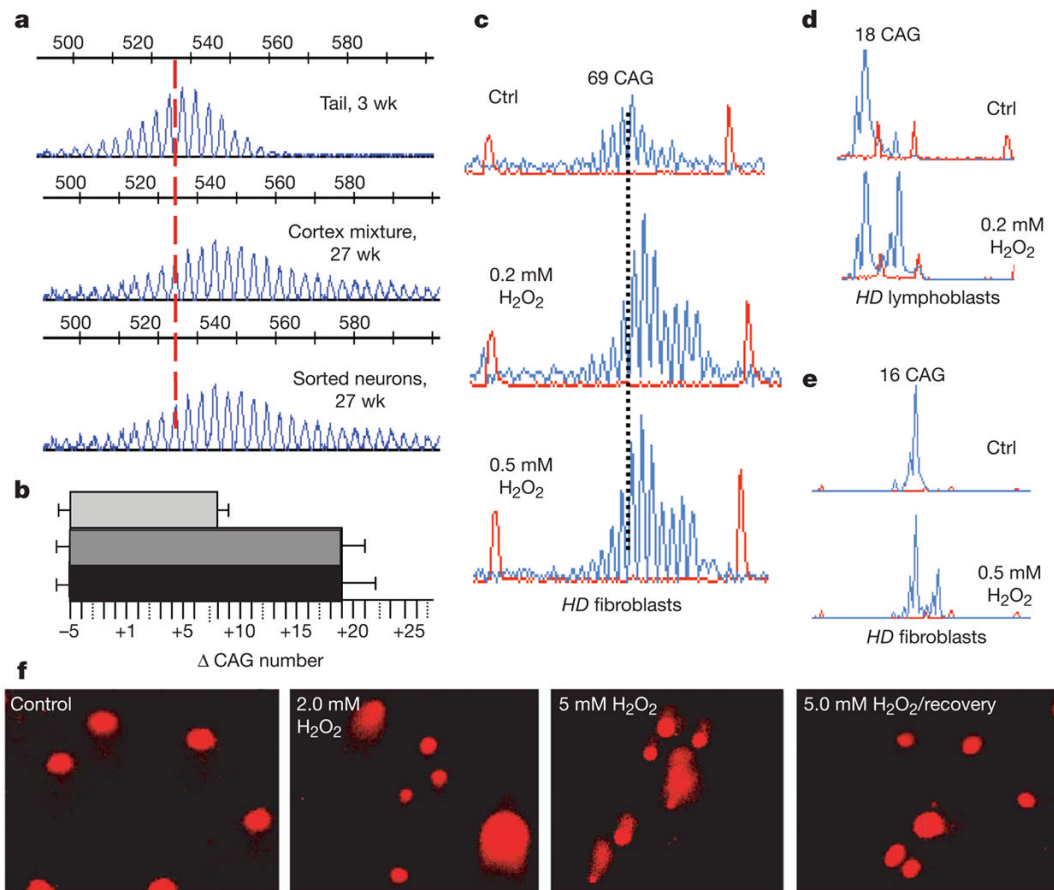 a
500 520 540 560 580
Tail, 3 wk
500 520 540 560 580
Cortex mixture,
27 wk
500 520 540 560 580
Sorted neurons,
27 wk
b
–5 +1 +5 +10 +15 +20 +25
Δ CAG number
c
69 CAG
Ctrl
0.2 mM
H₂O₂
0.5 mM
H₂O₂
HD fibroblasts
d
18 CAG
Ctrl
0.2 mM
H₂O₂
HD lymphoblasts
e
16 CAG
Ctrl
0.5 mM
H₂O₂
HD fibroblasts
f
Control
2.0 mM
H₂O₂
5 mM H₂O₂
5.0 mM H₂O₂/recovery